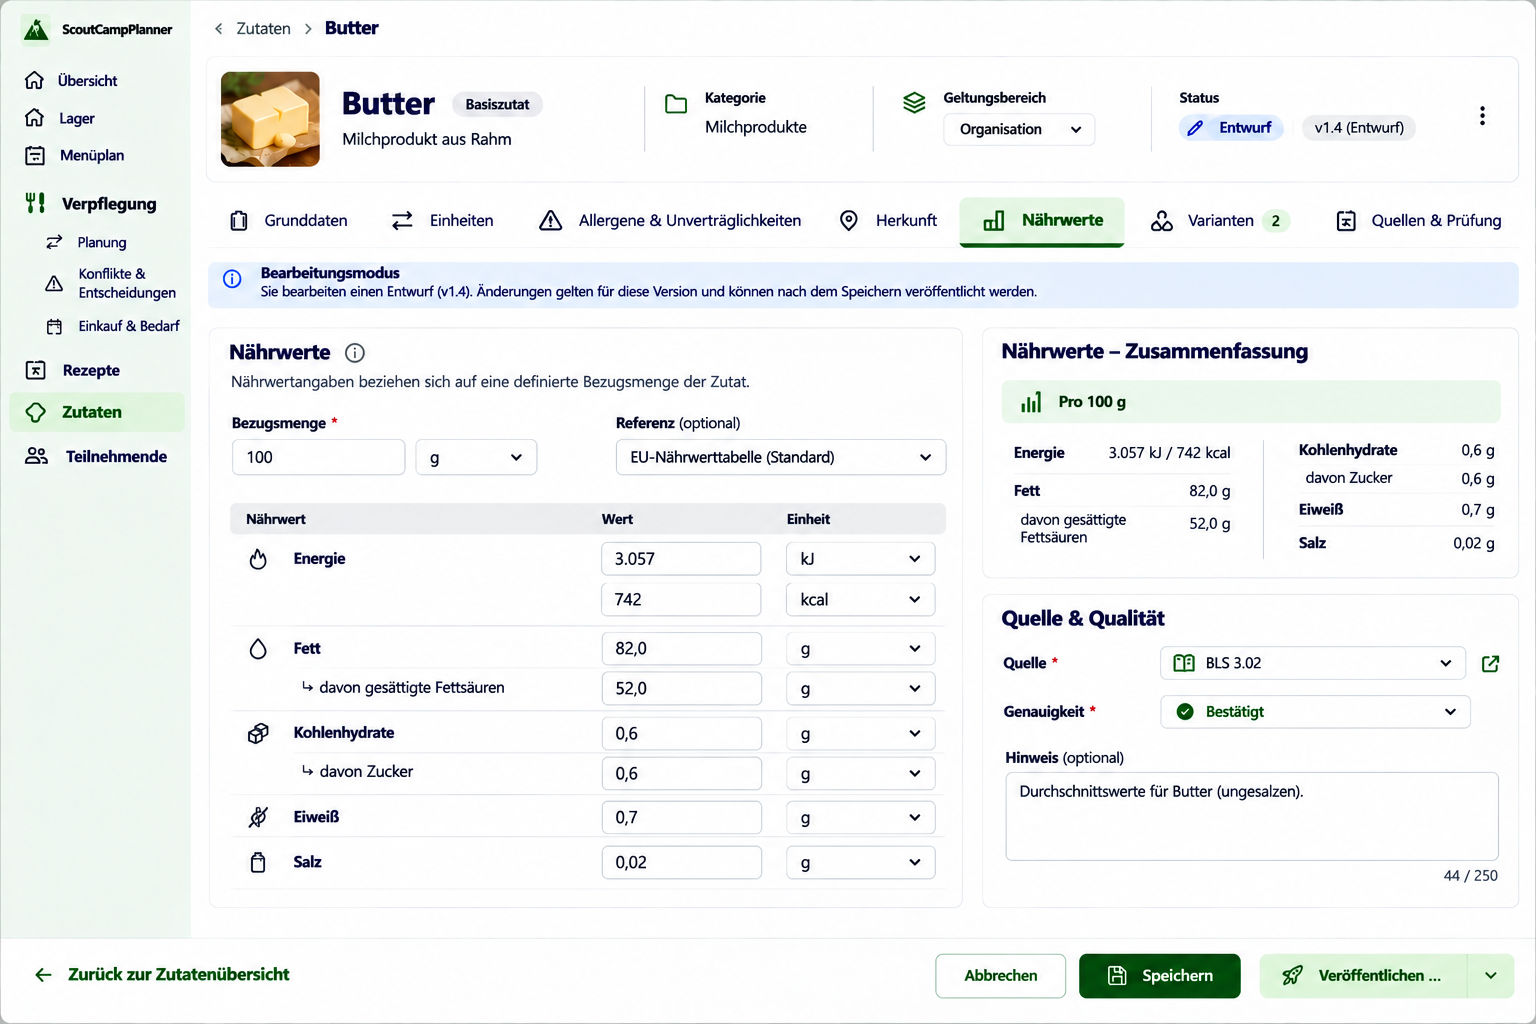 ScoutCampPlanner
Übersicht
Lager
Menüplan
Verpflegung
Planung
Konflikte &
Entscheidungen
Einkauf & Bedarf
Rezepte
Zutaten
Teilnehmende
Zutaten
Butter
Butter
Basiszutat
Milchprodukt aus Rahm
Kategorie
Milchprodukte
Geltungsbereich
Organisation
Status
Entwurf
v1.4 (Entwurf)
Grunddaten
Einheiten
Allergene & Unverträglichkeiten
Herkunft
Nährwerte
Varianten
2
Quellen & Prüfung
Bearbeitungsmodus
Sie bearbeiten einen Entwurf (v1.4). Änderungen gelten für diese Version und können nach dem Speichern veröffentlicht werden.
Nährwerte
Nährwertangaben beziehen sich auf eine definierte Bezugsmenge der Zutat.
Bezugsmenge *
100
g
Referenz (optional)
EU-Nährwerttabelle (Standard)
Nährwert Wert Einheit
Energie 3.057 kJ
742 kcal
Fett 82,0 g
↳ davon gesättigte Fettsäuren 52,0 g
Kohlenhydrate 0,6 g
↳ davon Zucker 0,6 g
Eiweiß 0,7 g
Salz 0,02 g
Nährwerte – Zusammenfassung
Pro 100 g
Energie 3.057 kJ / 742 kcal
Fett 82,0 g
davon gesättigte
Fettsäuren 52,0 g
Kohlenhydrate 0,6 g
davon Zucker 0,6 g
Eiweiß 0,7 g
Salz 0,02 g
Quelle & Qualität
Quelle * BLS 3.02
Genauigkeit * Bestätigt
Hinweis (optional)
Durchschnittswerte für Butter (ungesalzen).
44 / 250
Zurück zur Zutatenübersicht
Abbrechen
Speichern
Veröffentlichen ...